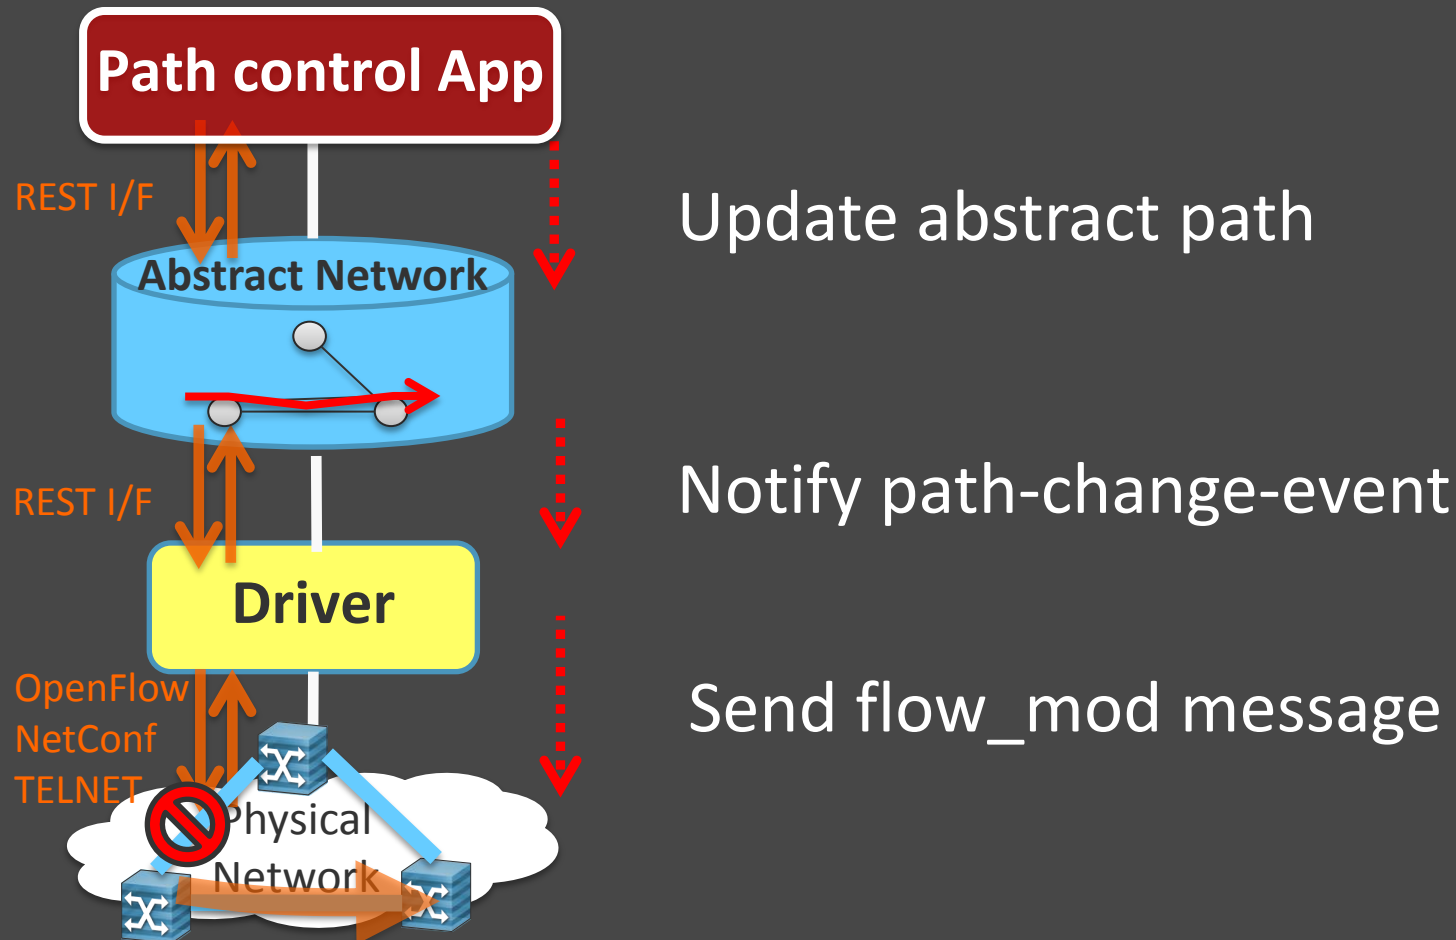 Path control App
REST I/F
Update abstract path
Abstract Network
REST I/F
Notify path-change-event
Driver
OpenFlow
NetConf
TELNET
Send flow_mod message
Physical
Network